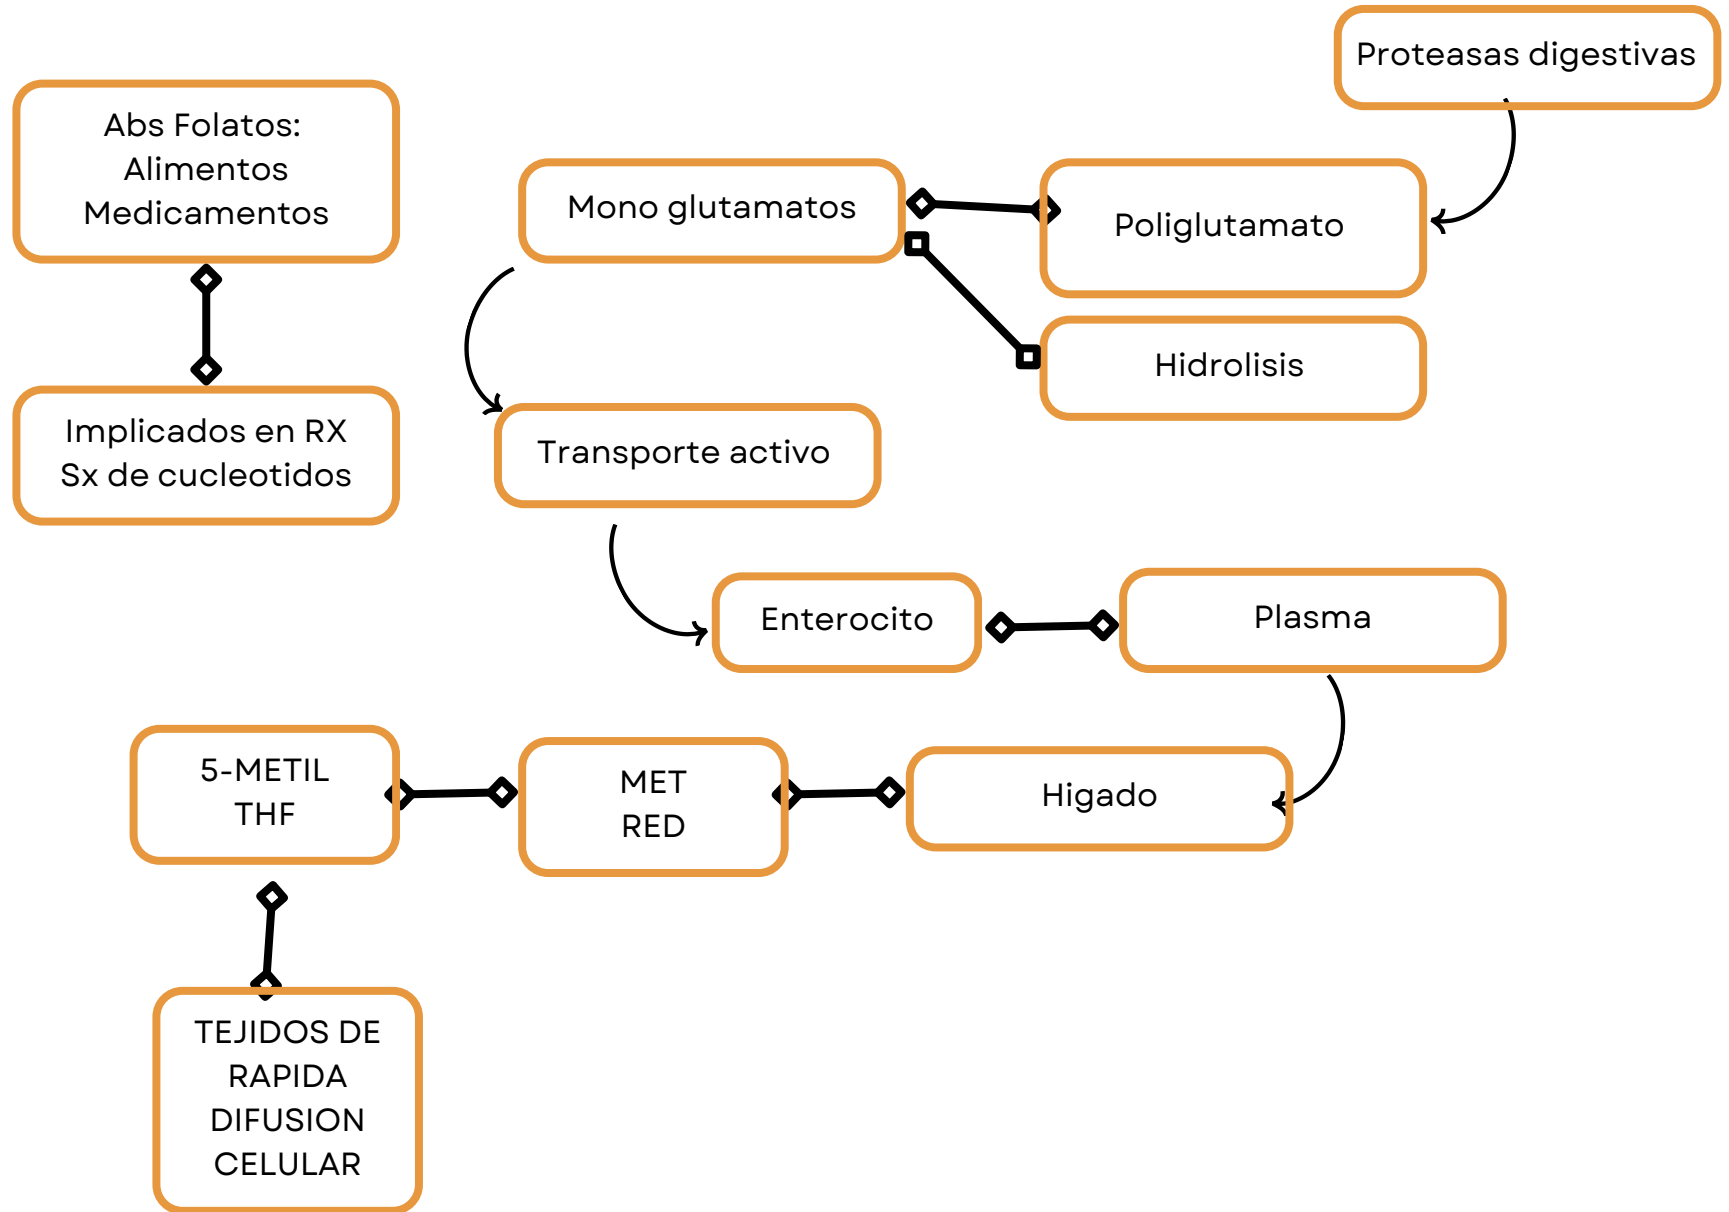 Proteasas digestivas
Abs Folatos:
Alimentos
Medicamentos
Mono glutamatos
Poliglutamato
Hidrolisis
Implicados en RX
Sx de cucleotidos
Transporte activo
Enterocito
Plasma
5-METIL
THF
MET
RED
Higado
TEJIDOS DE
RAPIDA
DIFUSION
CELULAR